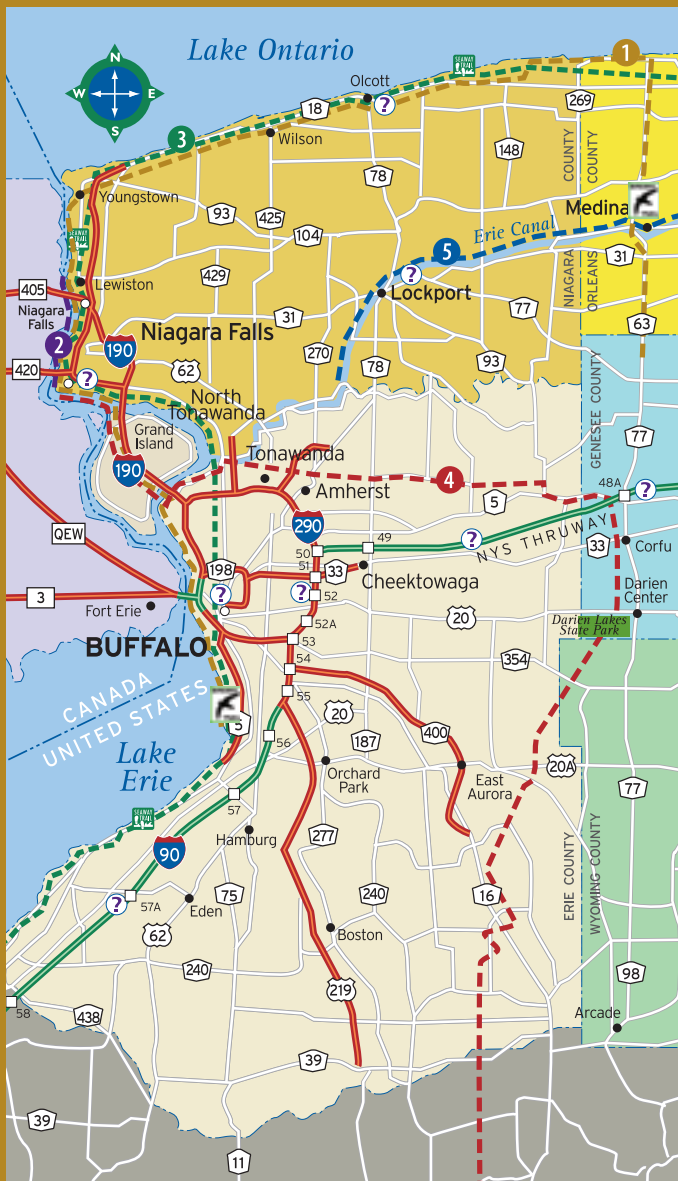 Lake Ontario
N
W
E
S
1
SEAWAY TRAIL
Olcott
?
18
269
3
Wilson
148
COUNTY
COUNTY
78
Youngstown
93
425
104
Medina
Erie Canal
SEAWAY TRAIL
5
?
31
405
Lewiston
429
Lockport
NIAGARA
ORLEANS
Niagara
Falls
77
31
63
2
Niagara Falls
190
270
78
93
420
?
62
North
Tonawanda
GENESEE COUNTY
Grand
Island
77
Tonawanda
190
4
48A
?
Amherst
5
290
QEW
?
NYS THRUWAY
49
50
33
Corfu
198
51
33
Cheektowaga
?
?
52
3
Fort Erie
Darien
Center
20
52A
Darien Lakes
State Park
BUFFALO
53
354
54
CANADA
UNITED STATES
55
5
20
400
56
187
Lake
Erie
20A
Orchard
Park
East
Aurora
77
57
SEAWAY TRAIL
Hamburg
277
90
ERIE COUNTY
WYOMING COUNTY
75
240
16
?
57A
Eden
62
Boston
240
98
219
58
438
Arcade
39
39
11